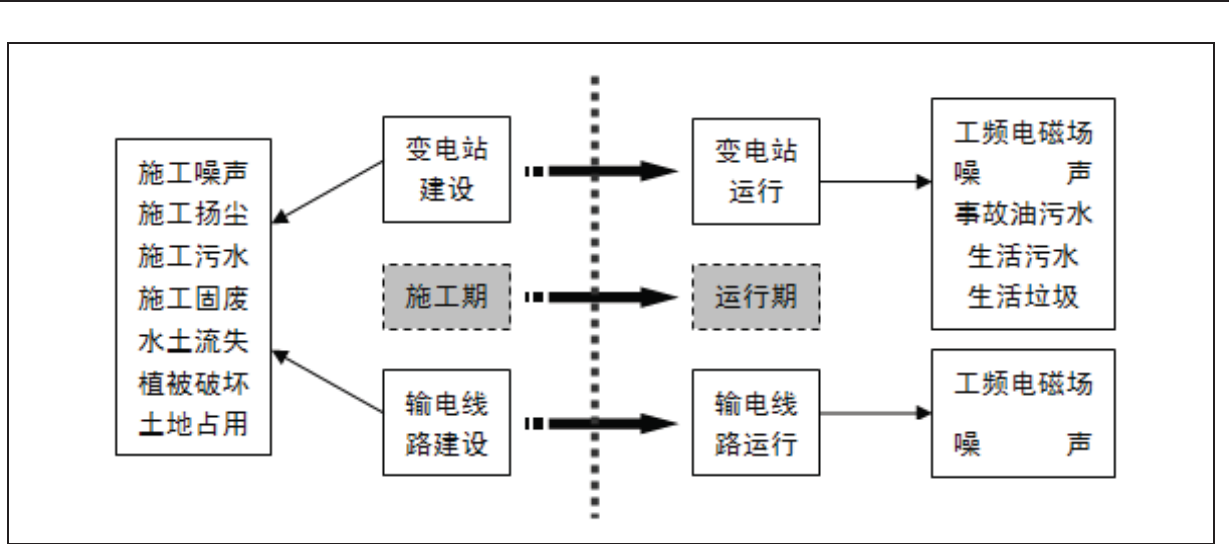 施工噪声
施工扬尘
施工污水
施工固废
水土流失
植被破坏
土地占用
变电站
建设
施工期
输电线
路建设
变电站
运行
运行期
输电线
路运行
工频电磁场
噪 声
事故油污水
生活污水
生活垃圾
工频电磁场
噪 声